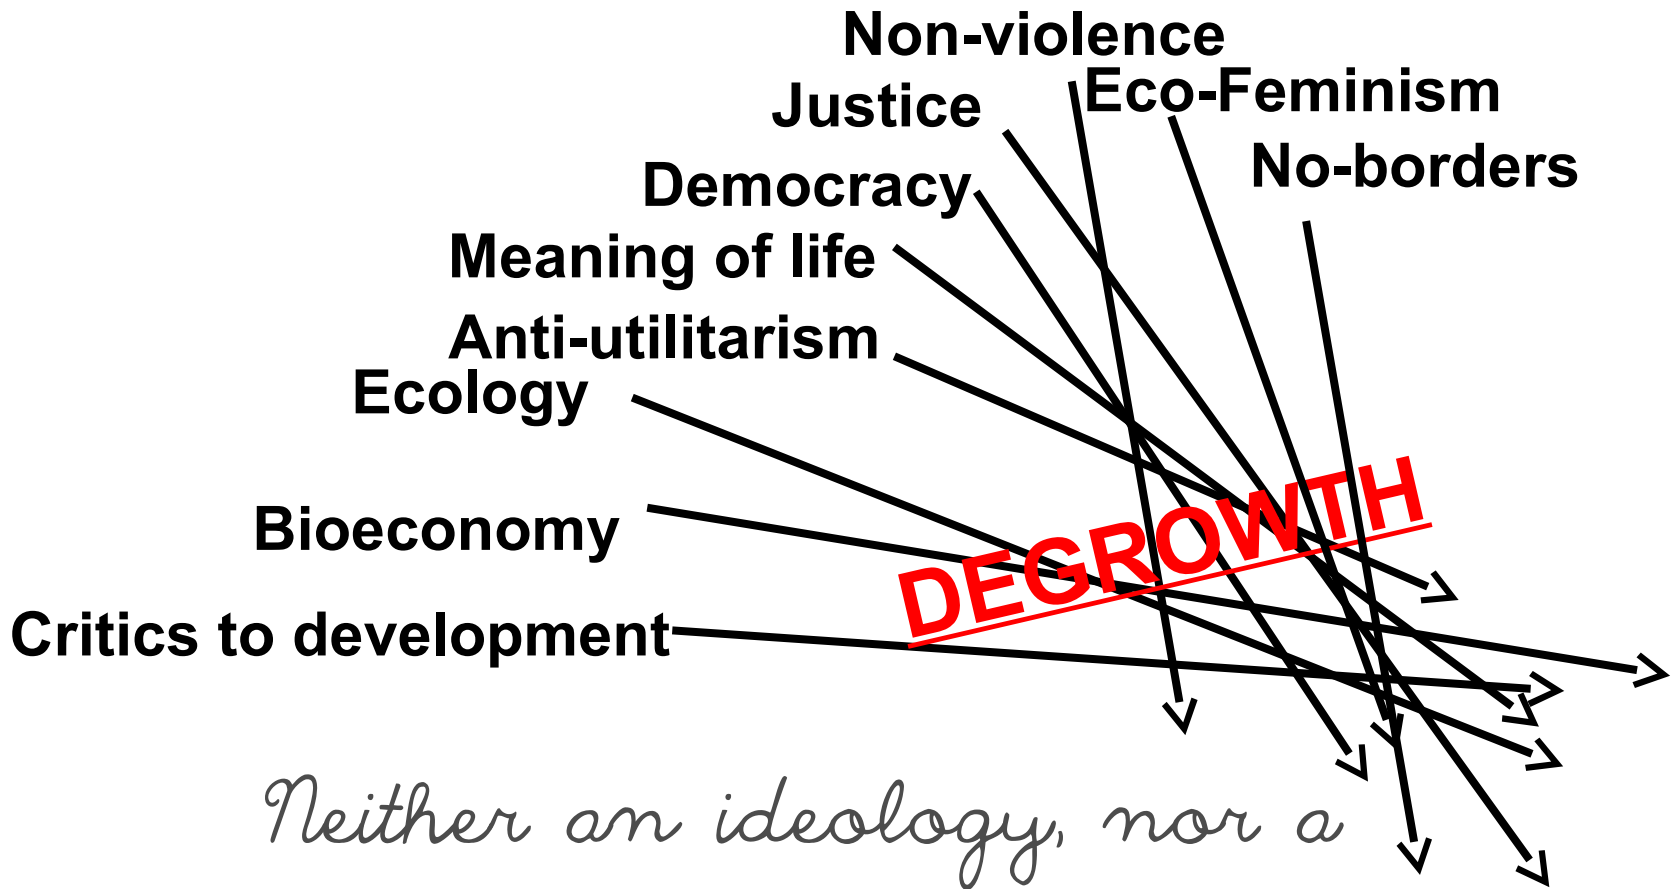 Non-violence
Eco-Feminism
Justice
No-borders
Democracy
Meaning of life
Anti-utilitarism
Ecology
Bioeconomy
DEGROWTH
Critics to development
Neither an ideology, nor a